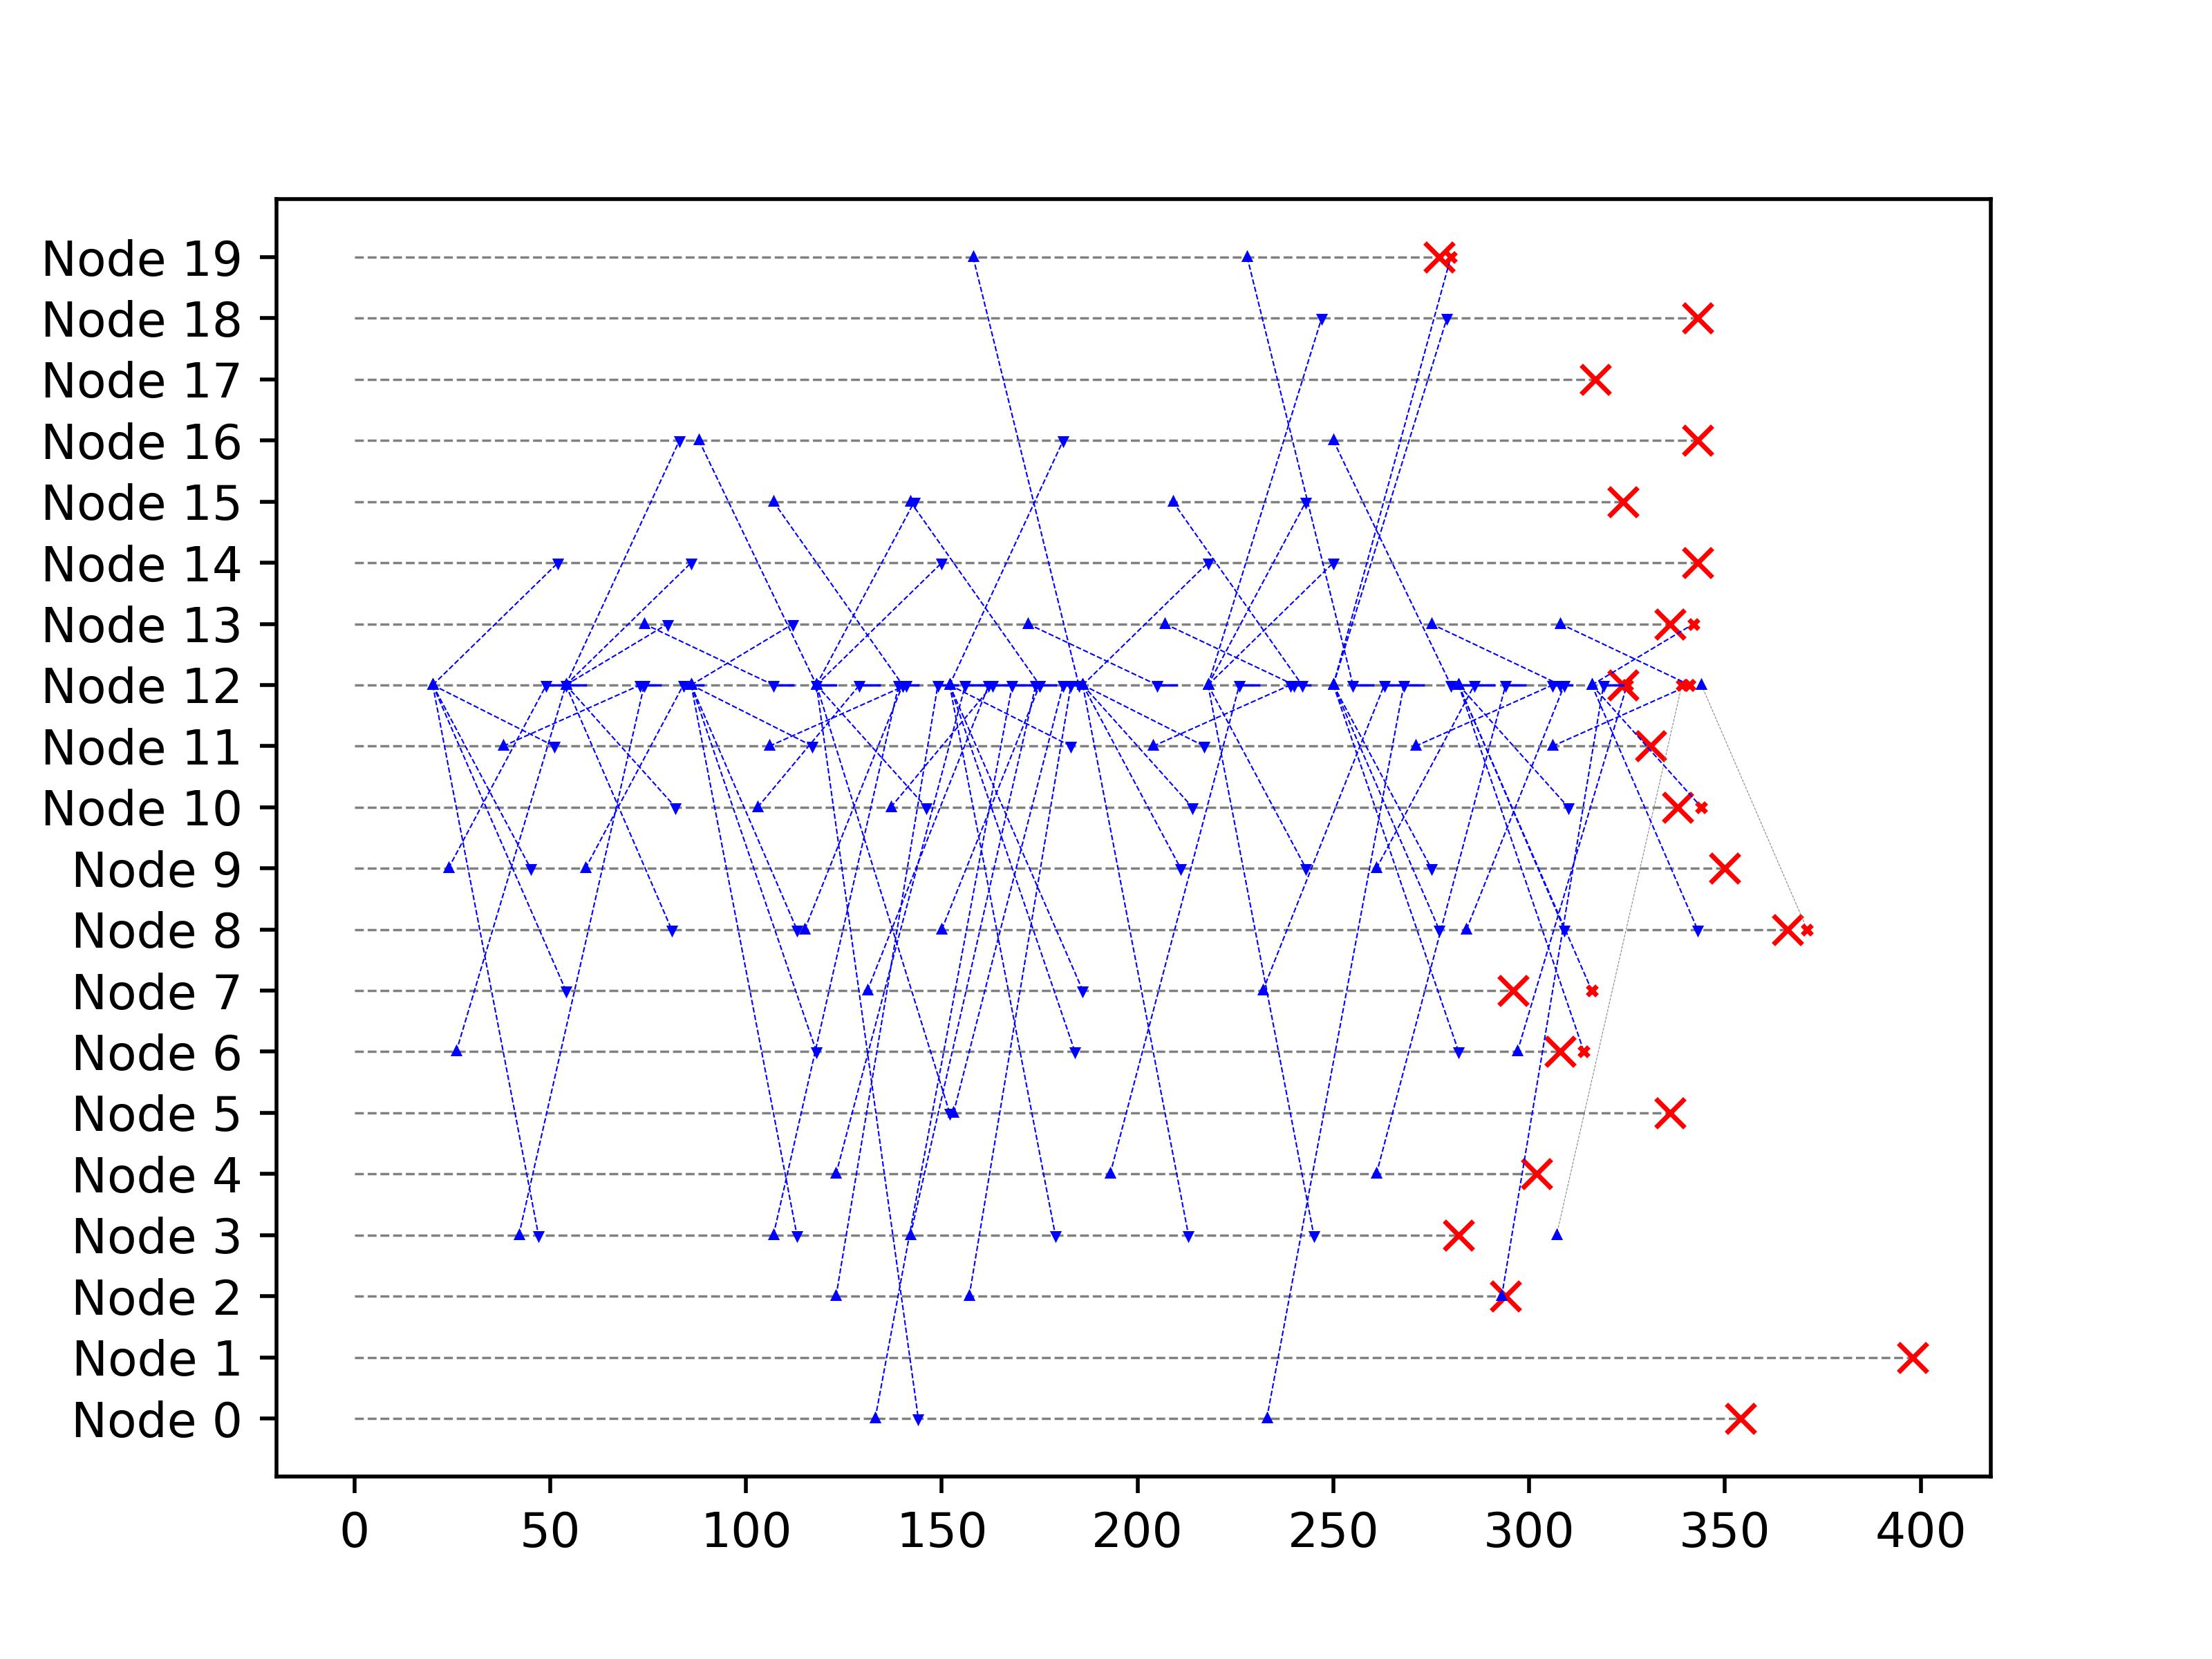 Node 19
Node 18
Node 17
Node 16
Node 15
Node 14
Node 13
Node 12
Node 11
Node 10
Node 9
Node 8
Node 7
Node 6
Node 5
Node 4
Node 3
Node 2
Node 1
Node 0
0 50 100 150 200 250 300 350 400